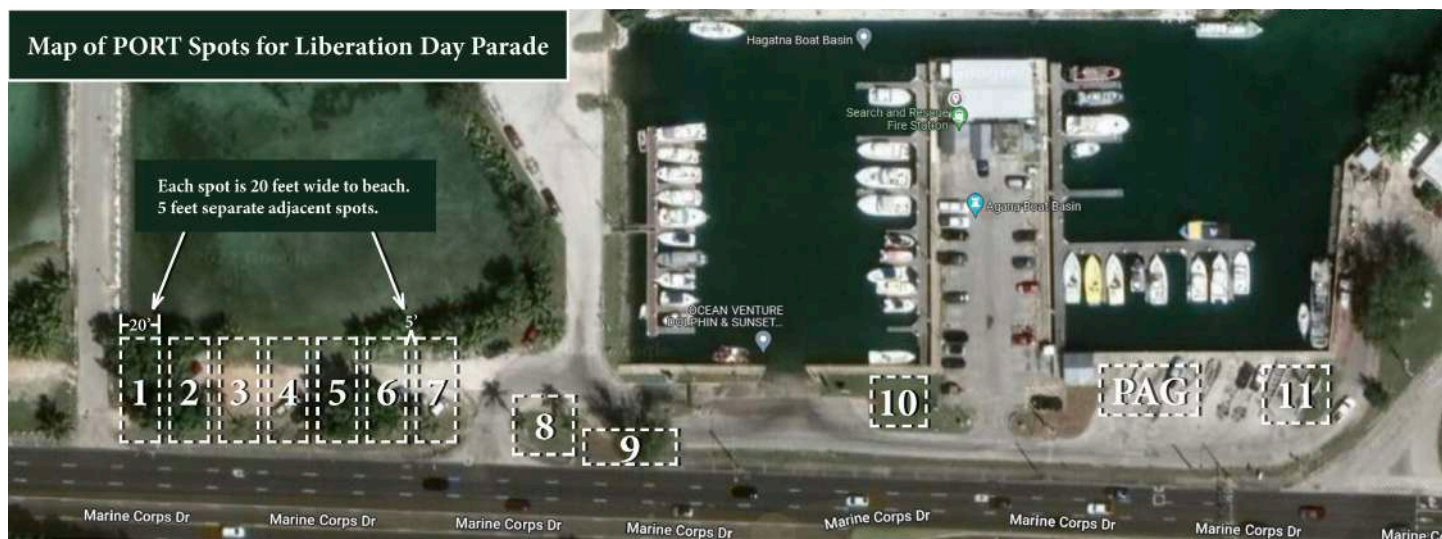 Map of PORT Spots for Liberation Day Parade
Hagatna Boat Basin
Search and Rescue
Fire Station
Each spot is 20 feet wide to beach.
5 feet separate adjacent spots.
Agana Boat Basin
OCEAN VENTURE
DOLPHIN & SUNSET...
20'
5'
1
2
3
4
5
6
7
8
9
10
PAG
11
Marine Corps Dr
Marine Corps Dr
Marine Corps Dr
Marine Corps Dr
Marine Corps Dr
Marine Corps Dr
Marine Corps Dr
Marine Co